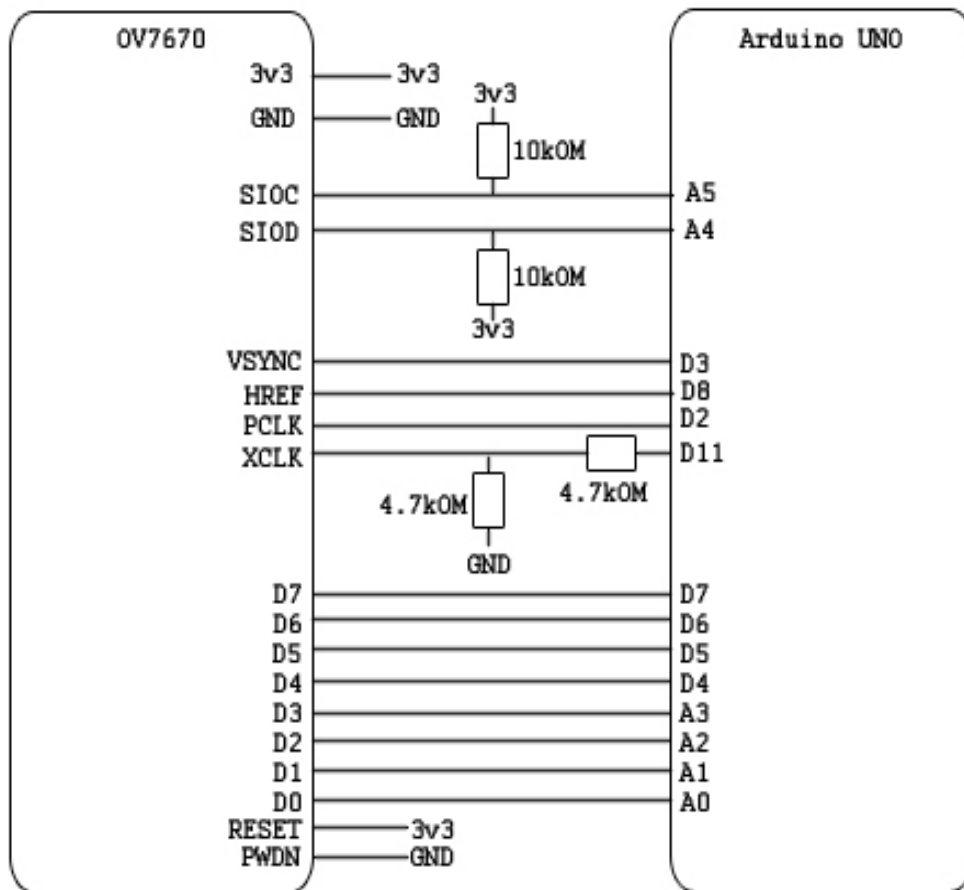 OV7670 Arduino UNO
3v3 3v3
3v3
GND GND
10kOM
SIOC A5
SIOD A4
10kOM
3v3
VSYNC D3
HREF D8
PCLK D2
XCLK D11
4.7kOM 4.7kOM
GND
D7 D7
D6 D6
D5 D5
D4 D4
D3 A3
D2 A2
D1 A1
D0 A0
RESET 3v3
PWDN GND